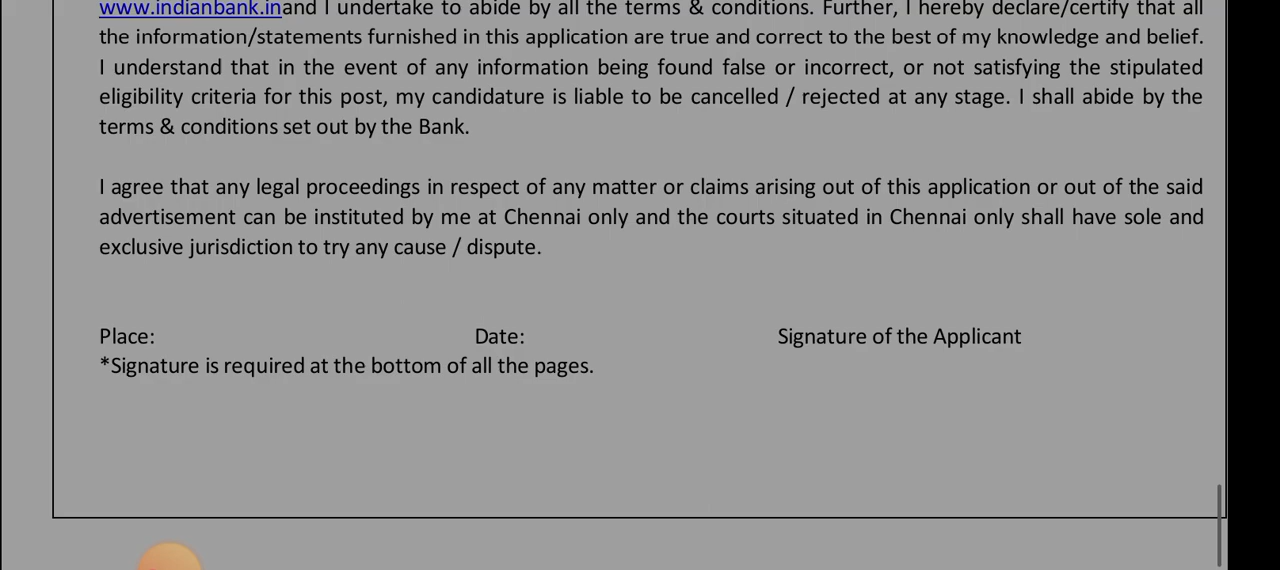 www.indianbank.inand I undertake to abide by all the terms & conditions. Further, I hereby declare/certify that all
the information/statements furnished in this application are true and correct to the best of my knowledge and belief.
I understand that in the event of any information being found false or incorrect, or not satisfying the stipulated
eligibility criteria for this post, my candidature is liable to be cancelled / rejected at any stage. I shall abide by the
terms & conditions set out by the Bank.
I agree that any legal proceedings in respect of any matter or claims arising out of this application or out of the said
advertisement can be instituted by me at Chennai only and the courts situated in Chennai only shall have sole and
exclusive jurisdiction to try any cause / dispute.
Place: Date: Signature of the Applicant
*Signature is required at the bottom of all the pages.